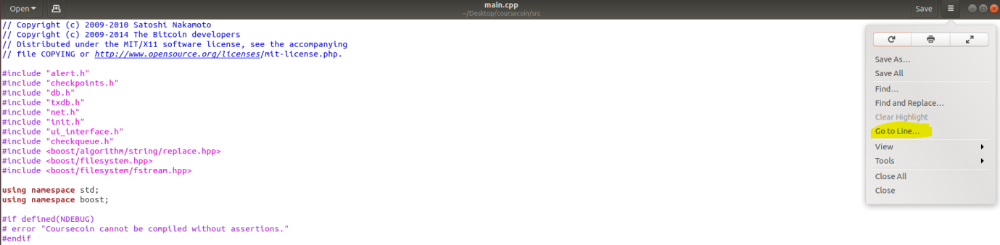 Open
main.cpp
~/Desktop/coursecoin/src
Save
// Copyright (c) 2009-2010 Satoshi Nakamoto
// Copyright (c) 2009-2014 The Bitcoin developers
// Distributed under the MIT/X11 software license, see the accompanying
// file COPYING or http://www.opensource.org/licenses/mit-license.php.
#include "alert.h"
#include "checkpoints.h"
#include "db.h"
#include "txdb.h"
#include "net.h"
#include "init.h"
#include "ui_interface.h"
#include "checkqueue.h"
#include <boost/algorithm/string/replace.hpp>
#include <boost/filesystem.hpp>
#include <boost/filesystem/fstream.hpp>
using namespace std;
using namespace boost;
#if defined(NDEBUG)
# error "Coursecoin cannot be compiled without assertions."
#endif
Save As...
Save All
Find...
Find and Replace...
Clear Highlight
Go to Line...
View
Tools
Close All
Close